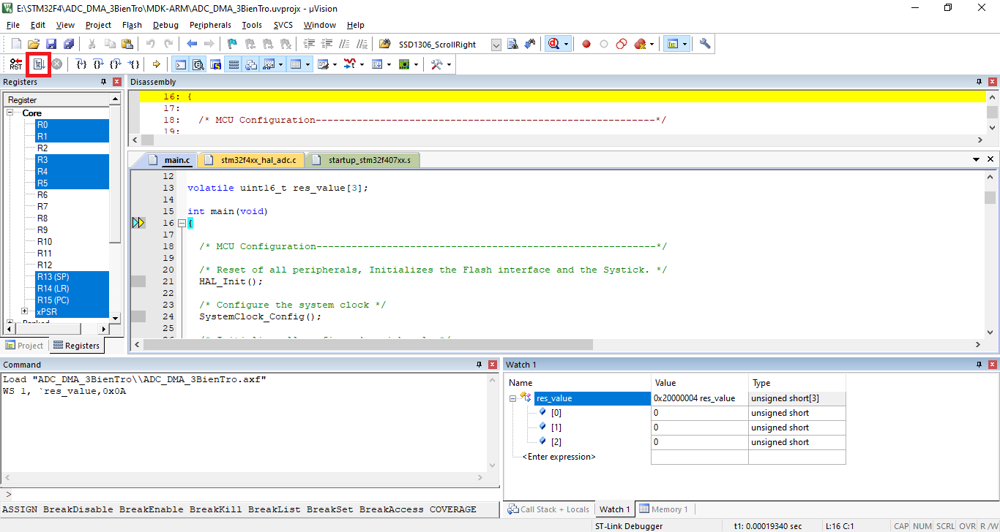 E:\STM32F4\ADC_DMA_3BienTro\MDK-ARM\ADC_DMA_3BienTro.uvprojx - µVision
File Edit View Project Flash Debug Peripherals Tools SVCS Window Help
SSD1306_ScrollRight
RST
Registers
Register
Core
R0
R1
R2
R3
R4
R5
R6
R7
R8
R9
R10
R11
R12
R13 (SP)
R14 (LR)
R15 (PC)
xPSR
Banked
Project Registers
Disassembly
16: {
17:
18: /* MCU Configuration----------------------------------------------------------*/
19:
main.c stm32f4xx_hal_adc.c startup_stm32f407xx.s
12
13 volatile uint16_t res_value[3];
14
15 int main(void)
16 {
17
18 /* MCU Configuration----------------------------------------------------------*/
19
20 /* Reset of all peripherals, Initializes the Flash interface and the Systick. */
21 HAL_Init();
22
23 /* Configure the system clock */
24 SystemClock_Config();
25
Command
Load "ADC_DMA_3BienTro\\ADC_DMA_3BienTro.axf"
WS 1, `res_value,0x0A
>
ASSIGN BreakDisable BreakEnable BreakKill BreakList BreakSet BreakAccess COVERAGE
Watch 1
Name Value Type
res_value 0x20000004 res_value unsigned short[3]
[0] 0 unsigned short
[1] 0 unsigned short
[2] 0 unsigned short
<Enter expression>
Call Stack + Locals Watch 1 Memory 1
ST-Link Debugger t1: 0.00019340 sec L:16 C:1 CAP NUM SCRL OVR R/W